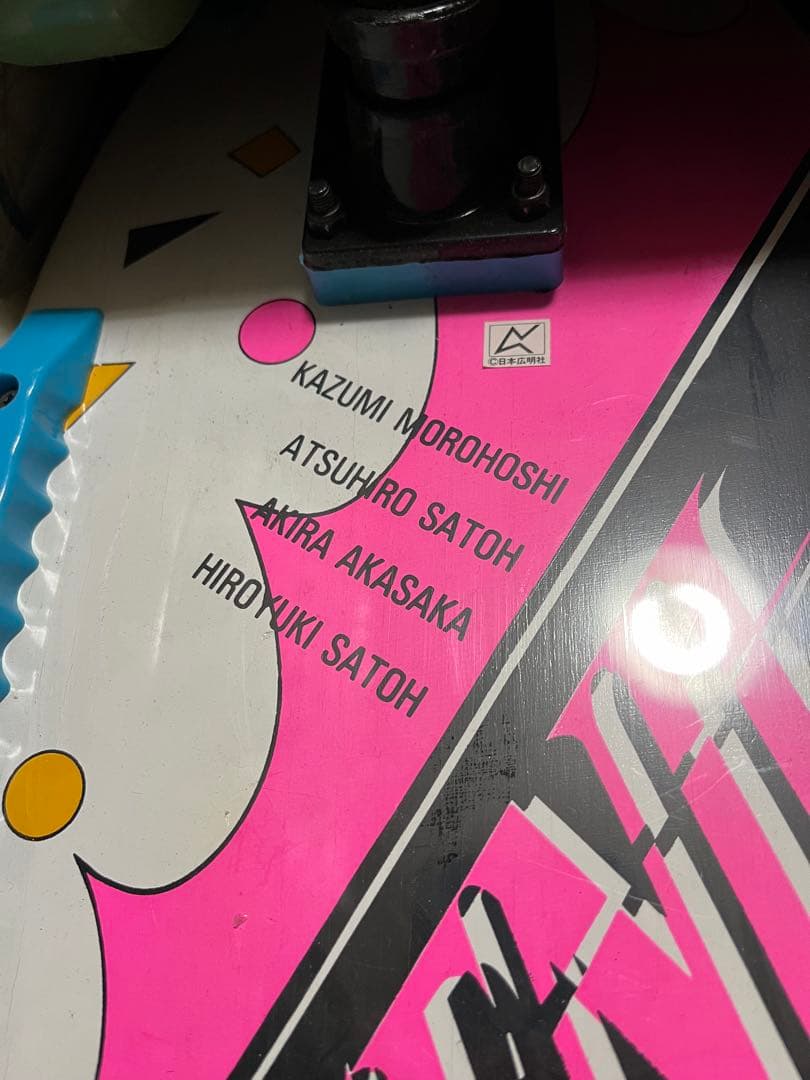 ©日本広明社
KAZUMI MOROHOSHI
ATSUHIRO SATOH
AKIRA AKASAKA
HIROYUKI SATOH